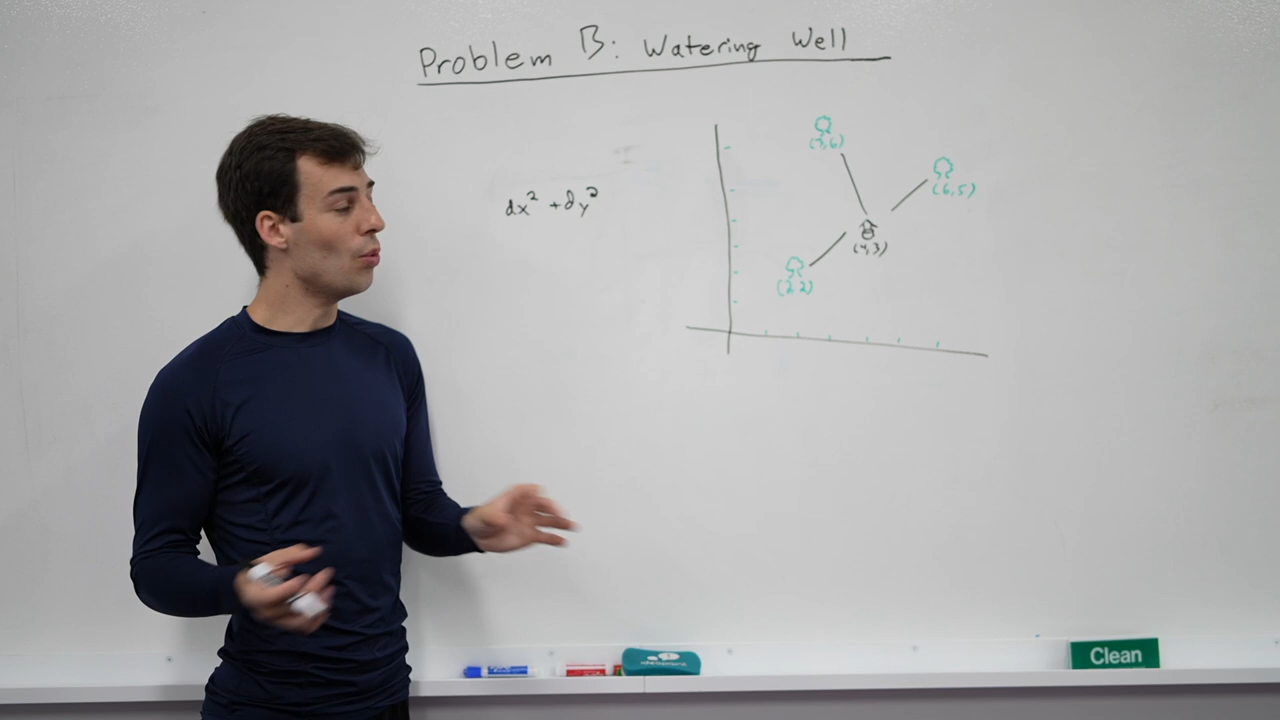 Problem B: Watering Well
(3,6)
(6,5)
dx² + dy²
(4,3)
(2,2)
Clean